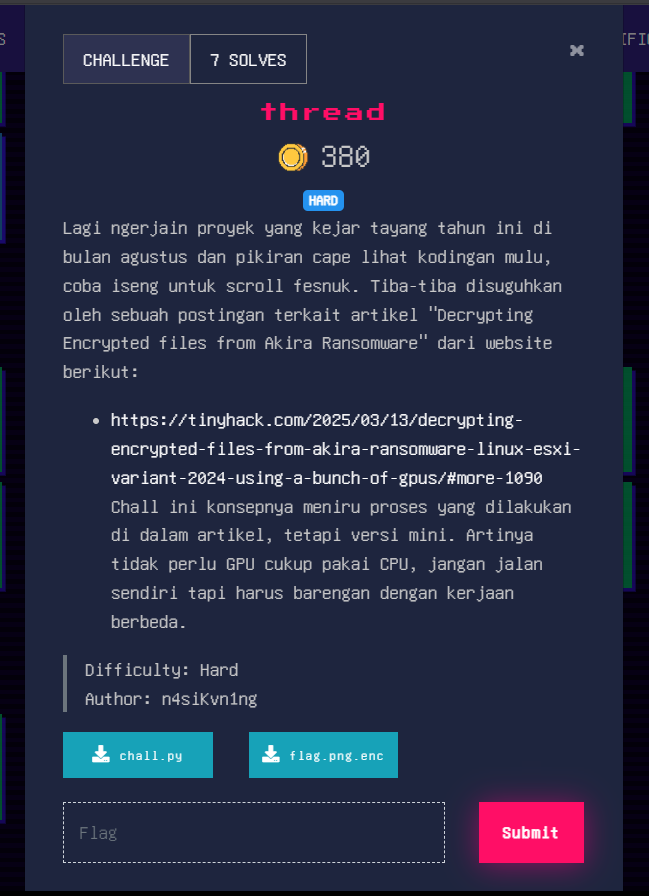 CHALLENGE
7 SOLVES
thread
380
HARD
Lagi ngerjain proyek yang kejar tayang tahun ini di
bulan agustus dan pikiran cape lihat kodingan mulu,
coba iseng untuk scroll fesnuk. Tiba-tiba disuguhkan
oleh sebuah postingan terkait artikel "Decrypting
Encrypted files from Akira Ransomware" dari website
berikut:
• https://tinyhack.com/2025/03/13/decrypting-
encrypted-files-from-akira-ransomware-linux-esxi-
variant-2024-using-a-bunch-of-gpus/#more-1090
Chall ini konsepnya meniru proses yang dilakukan
di dalam artikel, tetapi versi mini. Artinya
tidak perlu GPU cukup pakai CPU, jangan jalan
sendiri tapi harus barengan dengan kerjaan
berbeda.
Difficulty: Hard
Author: n4siKvn1ng
chall.py
flag.png.enc
Flag
Submit